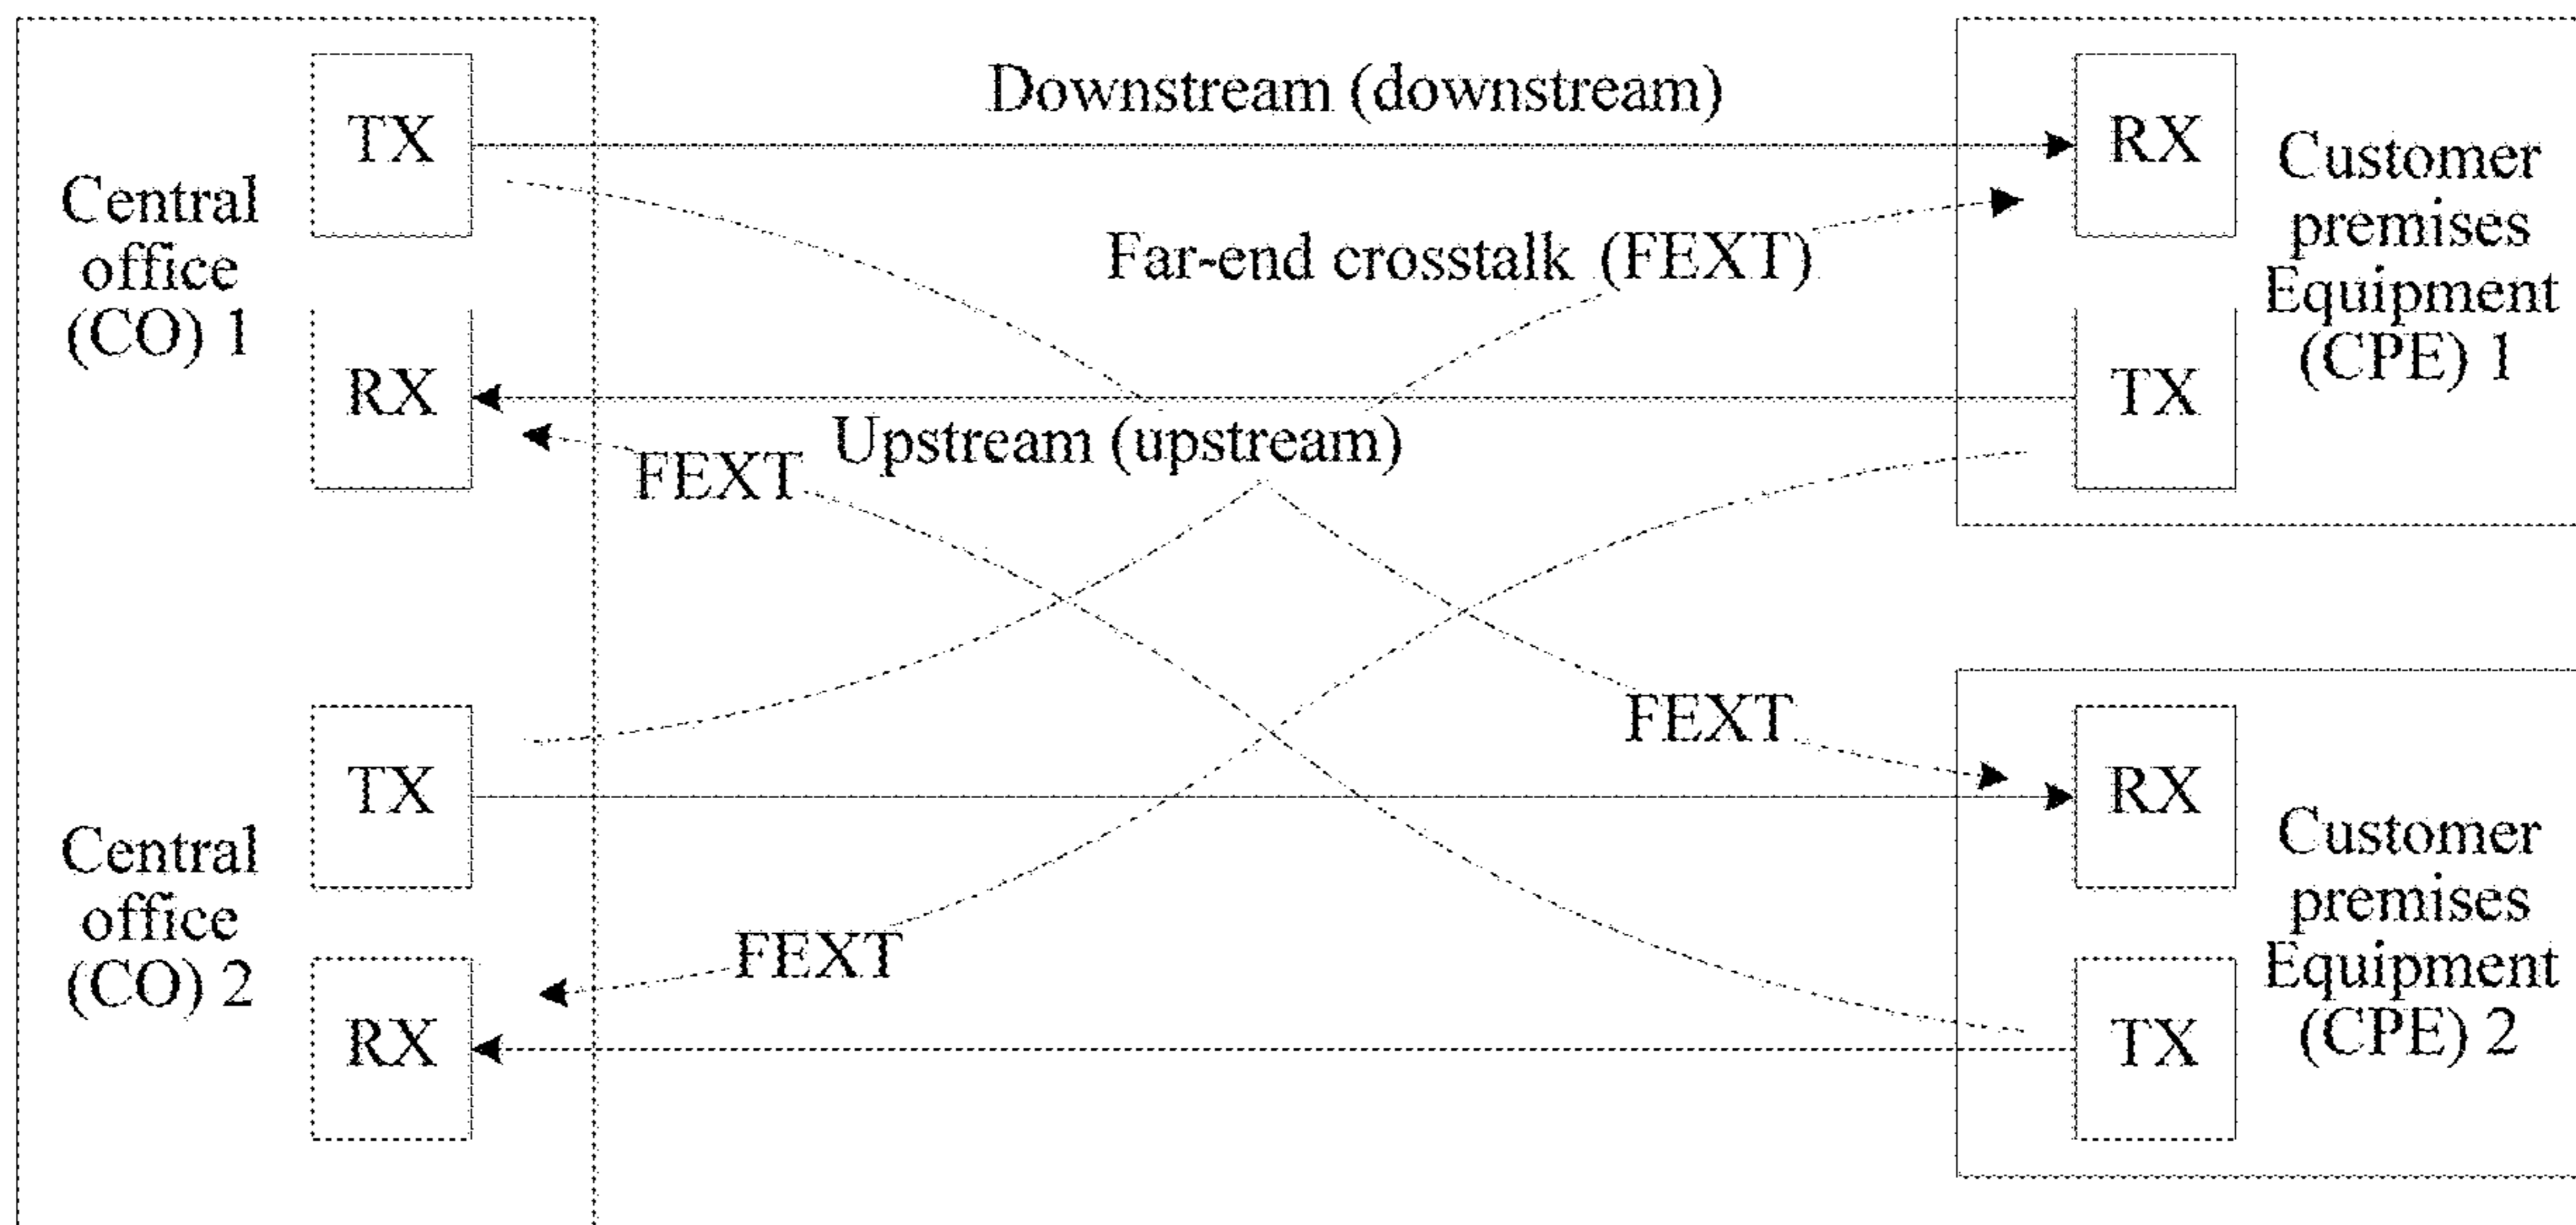 Downstream (downstream)
TX
RX
Central
office
(CO) 1
Customer
premises
Equipment
(CPE) 1
Far-end crosstalk (FEXT)
RX
TX
Upstream (upstream)
FEXT
FEXT
TX
RX
Central
office
(CO) 2
Customer
premises
Equipment
(CPE) 2
FEXT
RX
TX